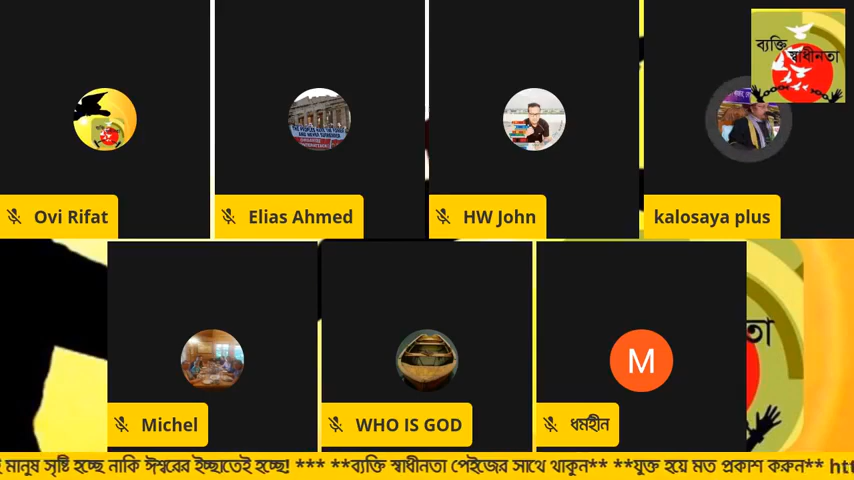 ব্যক্তি
স্বাধীনতা
Ovi Rifat
Elias Ahmed
HW John
kalosaya plus
তা
M
Michel
WHO IS GOD
ধর্মহীন
মানুষ সৃষ্টি হচ্ছে নাকি ঈশ্বরের ইচ্ছাতেই হচ্ছে! *** **ব্যক্তি স্বাধীনতা পেইজের সাথে থাকুন** **যুক্ত হয়ে মত প্রকাশ করুন** htt